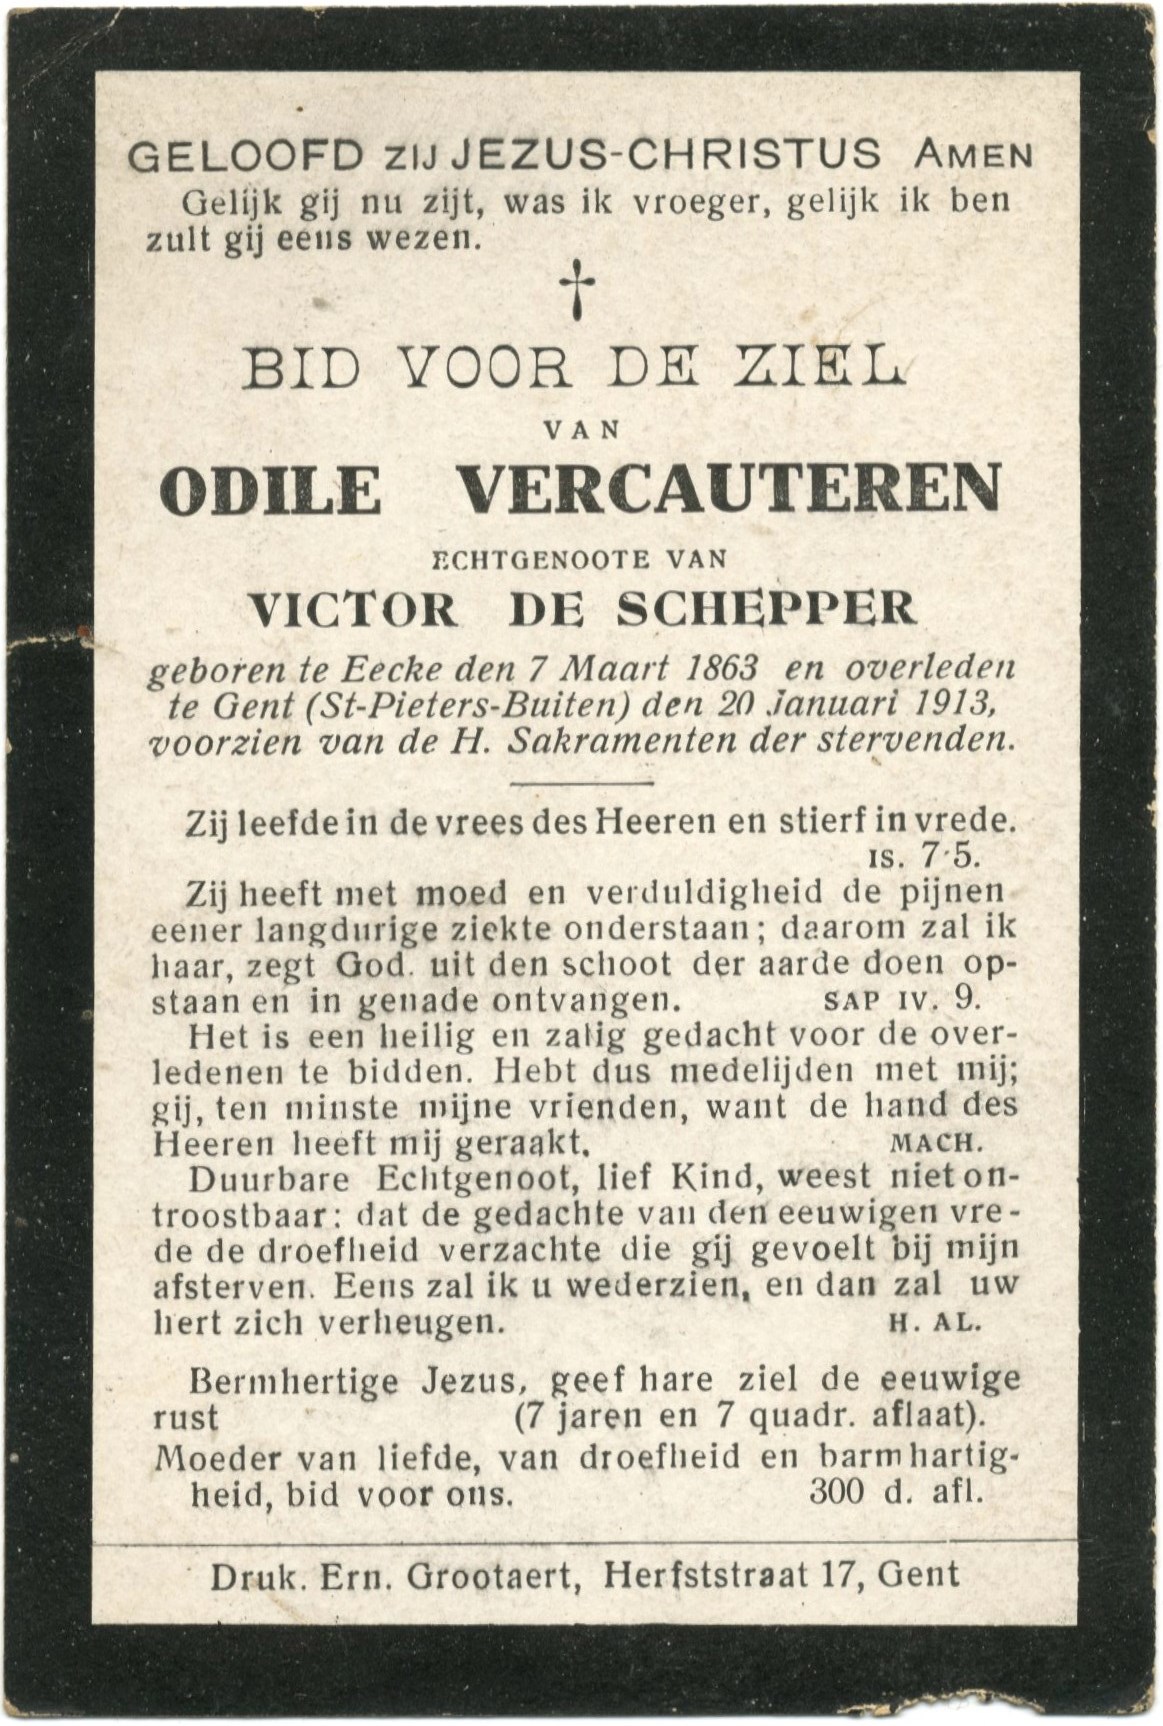 GELOOFD ZIJ JEZUS-CHRISTUS AMEN
Gelijk gij nu zijt, was ik vroeger, gelijk ik ben
zult gij eens wezen.
†
BID VOOR DE ZIEL
VAN
ODILE VERCAUTEREN
ECHTGENOOTE VAN
VICTOR DE SCHEPPER
geboren te Eecke den 7 Maart 1863 en overleden
te Gent (St-Pieters-Buiten) den 20 Januari 1913,
voorzien van de H. Sakramenten der stervenden.
Zij leefde in de vrees des Heeren en stierf in vrede.
IS. 7·5.
Zij heeft met moed en verduldigheid de pijnen
eener langdurige ziekte onderstaan; daarom zal ik
haar, zegt God. uit den schoot der aarde doen op-
staan en in genade ontvangen. SAP IV. 9.
Het is een heilig en zalig gedacht voor de over-
ledenen te bidden. Hebt dus medelijden met mij;
gij, ten minste mijne vrienden, want de hand des
Heeren heeft mij geraakt. MACH.
Duurbare Echtgenoot, lief Kind, weest niet on-
troostbaar: dat de gedachte van den eeuwigen vre-
de de droefheid verzachte die gij gevoelt bij mijn
afsterven. Eens zal ik u wederzien, en dan zal uw
hert zich verheugen. H. AL.
Bermhertige Jezus, geef hare ziel de eeuwige
rust (7 jaren en 7 quadr. aflaat).
Moeder van liefde, van droefheid en barmhartig-
heid, bid voor ons. 300 d. afl.
Druk. Ern. Grootaert, Herfststraat 17, Gent